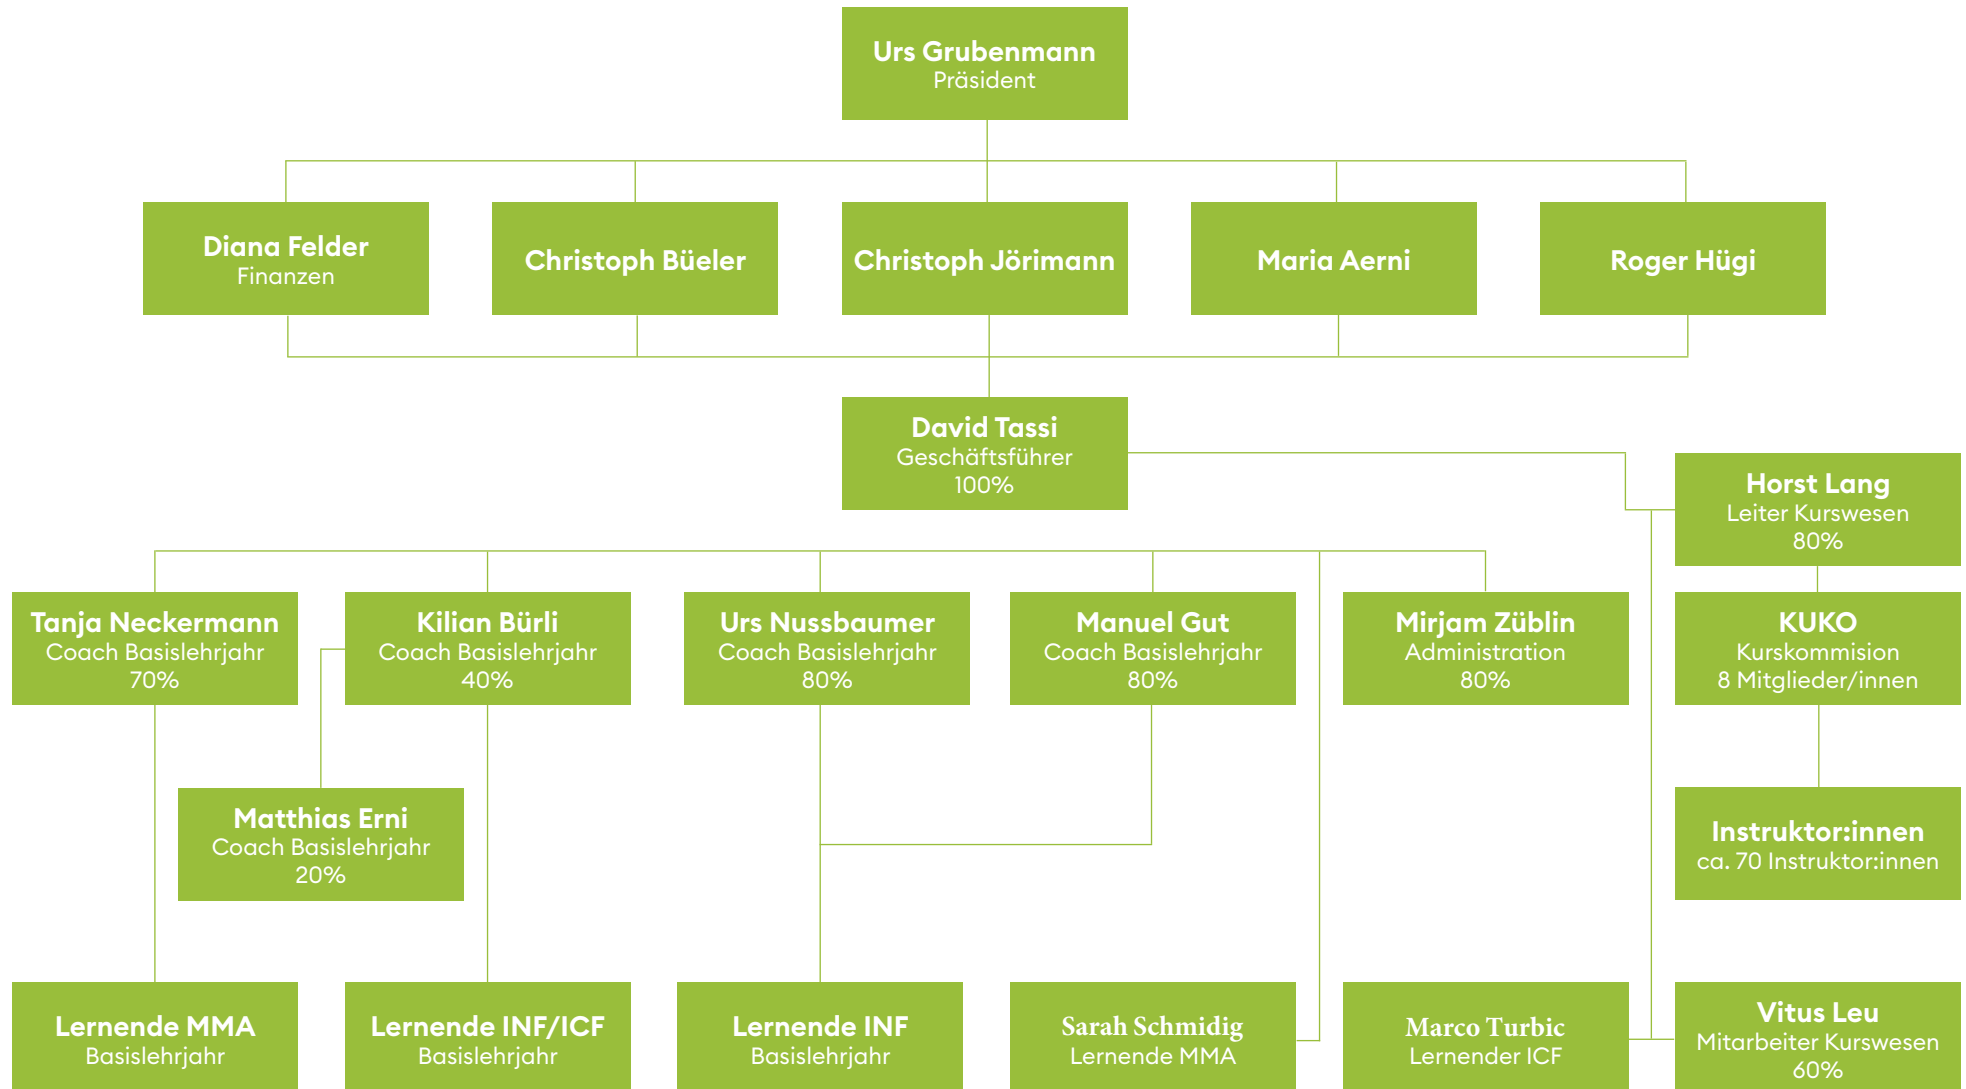 Urs Grubenmann
Präsident
Diana Felder
Finanzen
Christoph Büeler
Christoph Jörimann
Maria Aerni
Roger Hügi
David Tassi
Geschäftsführer
100%
Horst Lang
Leiter Kurswesen
80%
Tanja Neckermann
Coach Basislehrjahr
70%
Kilian Bürli
Coach Basislehrjahr
40%
Urs Nussbaumer
Coach Basislehrjahr
80%
Manuel Gut
Coach Basislehrjahr
80%
Mirjam Züblin
Administration
80%
KUKO
Kurskommision
8 Mitglieder/innen
Matthias Erni
Coach Basislehrjahr
20%
Instruktor:innen
ca. 70 Instruktor:innen
Lernende MMA
Basislehrjahr
Lernende INF/ICF
Basislehrjahr
Lernende INF
Basislehrjahr
Sarah Schmidig
Lernende MMA
Marco Turbic
Lernender ICF
Vitus Leu
Mitarbeiter Kurswesen
60%